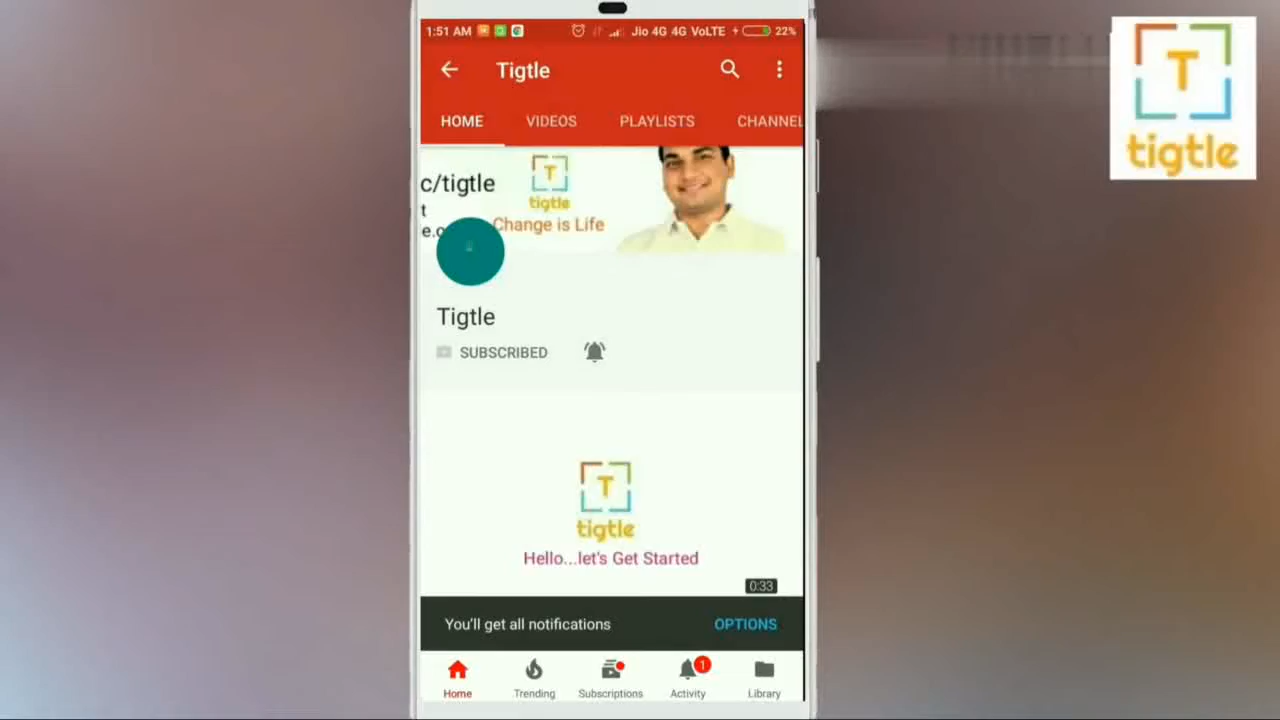 1:51 AM Jio 4G 4G VoLTE 22%
Tigtle
HOME VIDEOS PLAYLISTS CHANNEL
c/tigtle
T
tigtle
t
Change is Life
Tigtle
SUBSCRIBED
T
tigtle
Hello...let's Get Started
0:33
You'll get all notifications OPTIONS
1
Home Trending Subscriptions Activity Library
T
tigtle